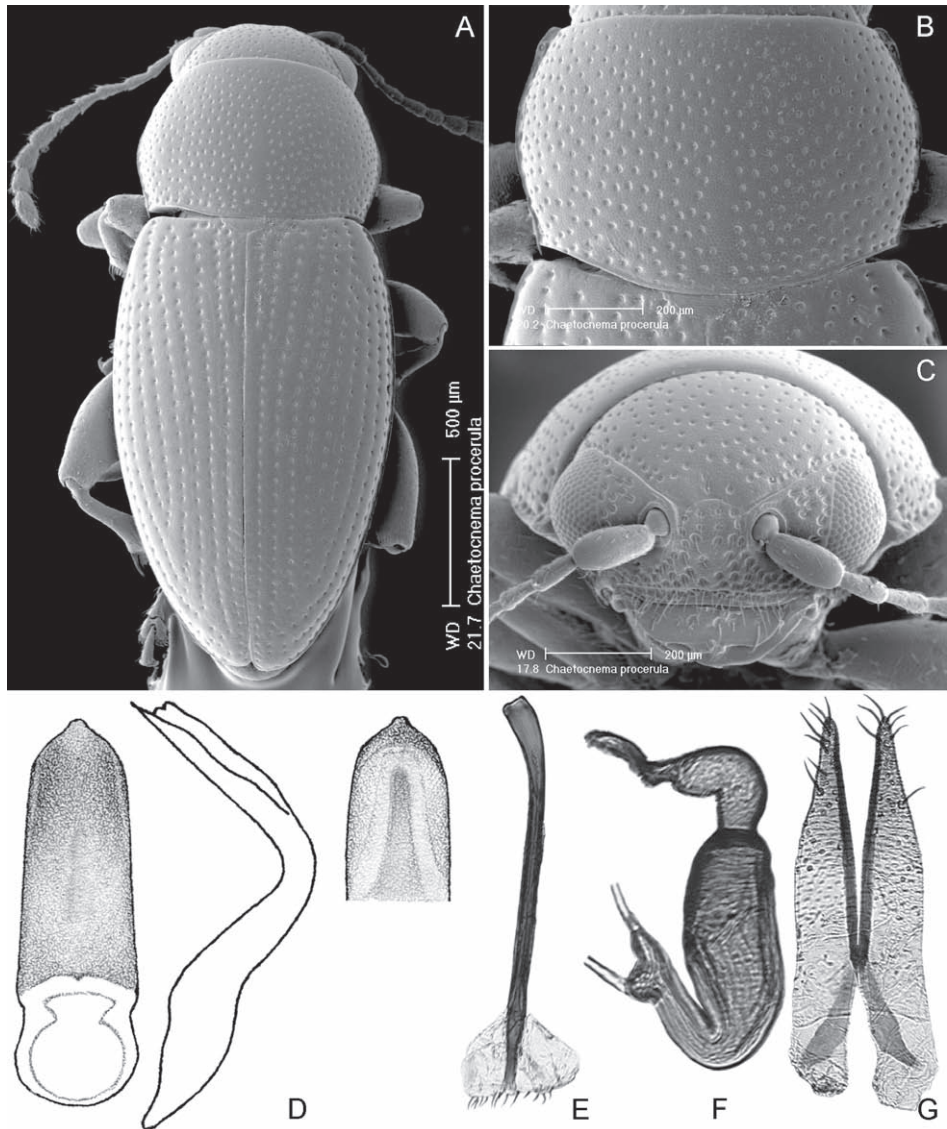 A
500 µm
WD
21.7 Chaetocnema procerula
B
WD
200 µm
20.2 Chaetocnema procerula
C
WD
200 µm
17.8 Chaetocnema procerula
D
E
F
G